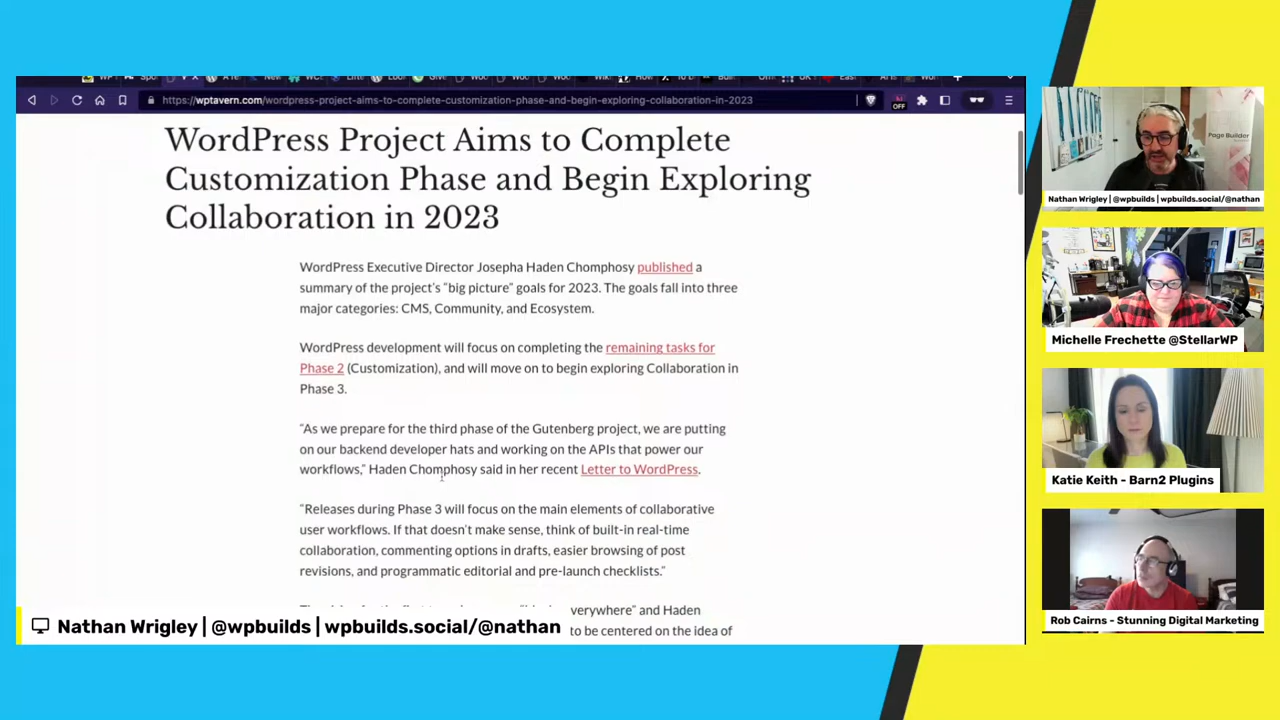 https://wptavern.com/wordpress-project-aims-to-complete-customization-phase-and-begin-exploring-collaboration-in-2023
OFF
WordPress Project Aims to Complete
Customization Phase and Begin Exploring
Collaboration in 2023
WordPress Executive Director Josepha Haden Chomphosy published a
summary of the project's "big picture" goals for 2023. The goals fall into three
major categories: CMS, Community, and Ecosystem.
WordPress development will focus on completing the remaining tasks for
Phase 2 (Customization), and will move on to begin exploring Collaboration in
Phase 3.
"As we prepare for the third phase of the Gutenberg project, we are putting
on our backend developer hats and working on the APIs that power our
workflows," Haden Chomphosy said in her recent Letter to WordPress.
"Releases during Phase 3 will focus on the main elements of collaborative
user workflows. If that doesn't make sense, think of built-in real-time
collaboration, commenting options in drafts, easier browsing of post
revisions, and programmatic editorial and pre-launch checklists."
verywhere" and Haden
to be centered on the idea of
Nathan Wrigley | @wpbuilds | wpbuilds.social/@nathan
Page Builder
Nathan Wrigley | @wpbuilds | wpbuilds.social/@nathan
Michelle Frechette @StellarWP
Katie Keith - Barn2 Plugins
Rob Cairns - Stunning Digital Marketing